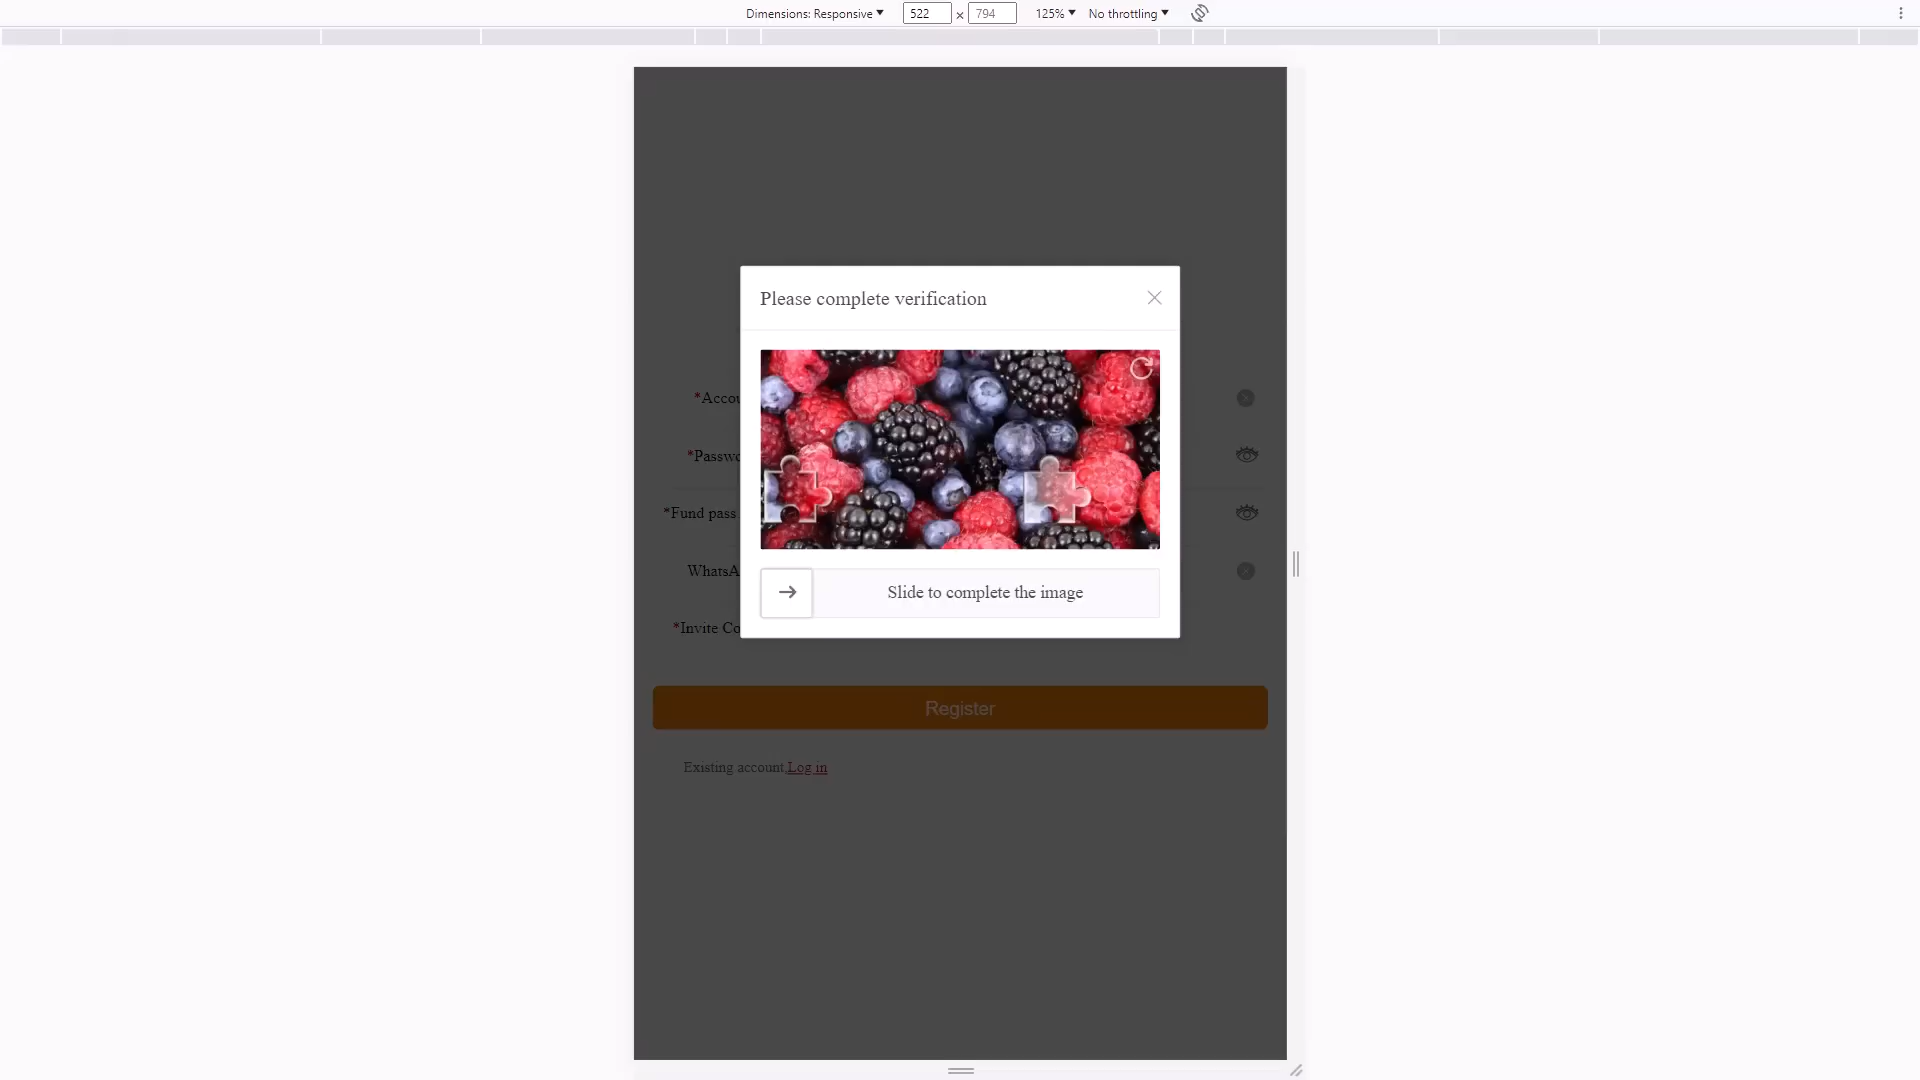 Dimensions: Responsive 522 x 794 125% No throttling
Please complete verification
*Accou
*Passwo
*Fund pass
WhatsA
Slide to complete the image
*Invite Co
Register
Existing account,Log in